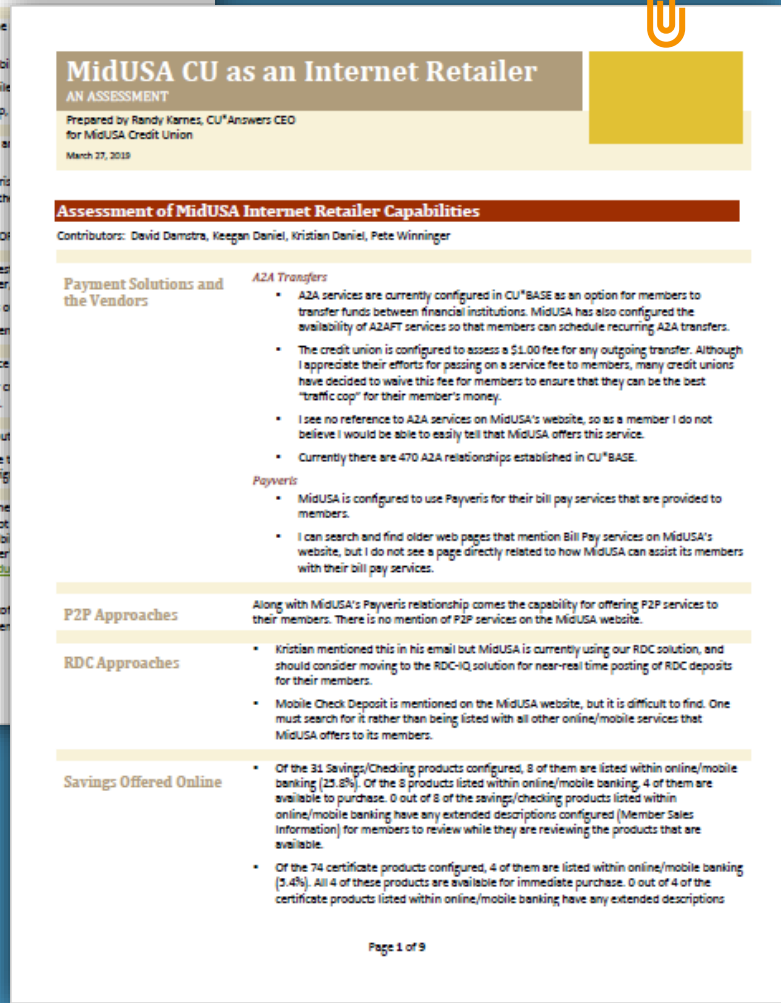 MidUSA CU as an Internet Retailer
AN ASSESSMENT
Prepared by Randy Karnes, CU*Answers CEO
for MidUSA Credit Union
March 27, 2019
Assessment of MidUSA Internet Retailer Capabilities
Contributors: David Damstra, Keegan Daniel, Kristian Daniel, Pete Winninger
Payment Solutions and
the Vendors
A2A Transfers
▪ A2A services are currently configured in CU*BASE as an option for members to
transfer funds between financial institutions. MidUSA has also configured the
availability of A2AFT services so that members can schedule recurring A2A transfers.
▪ The credit union is configured to assess a $1.00 fee for any outgoing transfer. Although
I appreciate their efforts for passing on a service fee to members, many credit unions
have decided to waive this fee for members to ensure that they can be the best
"traffic cop" for their member's money.
▪ I see no reference to A2A services on MidUSA's website, so as a member I do not
believe I would be able to easily tell that MidUSA offers this service.
▪ Currently there are 470 A2A relationships established in CU*BASE.
Payveris
▪ MidUSA is configured to use Payveris for their bill pay services that are provided to
members.
▪ I can search and find older web pages that mention Bill Pay services on MidUSA's
website, but I do not see a page directly related to how MidUSA can assist its members
with their bill pay services.
P2P Approaches
Along with MidUSA's Payveris relationship comes the capability for offering P2P services to
their members. There is no mention of P2P services on the MidUSA website.
RDC Approaches
▪ Kristian mentioned this in his email but MidUSA is currently using our RDC solution, and
should consider moving to the RDC-IQ solution for near-real time posting of RDC deposits
for their members.
▪ Mobile Check Deposit is mentioned on the MidUSA website, but it is difficult to find. One
must search for it rather than being listed with all other online/mobile services that
MidUSA offers to its members.
Savings Offered Online
▪ Of the 31 Savings/Checking products configured, 8 of them are listed within online/mobile
banking (25.8%). Of the 8 products listed within online/mobile banking, 4 of them are
available to purchase. 0 out of 8 of the savings/checking products listed within
online/mobile banking have any extended descriptions configured (Member Sales
Information) for members to review while they are reviewing the products that are
available.
▪ Of the 74 certificate products configured, 4 of them are listed within online/mobile banking
(5.4%). All 4 of these products are available for immediate purchase. 0 out of 4 of the
certificate products listed within online/mobile banking have any extended descriptions
Page 1 of 9